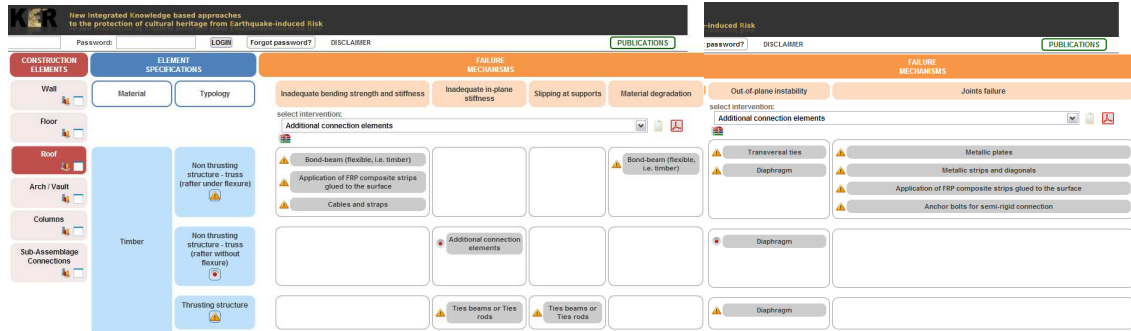 KER
New Integrated Knowledge based approaches
to the protection of cultural heritage from Earthquake-induced Risk
-induced Risk
Password: LOGIN Forgot password? DISCLAIMER PUBLICATIONS
password? DISCLAIMER PUBLICATIONS
CONSTRUCTION
ELEMENTS
ELEMENT
SPECIFICATIONS
FAILURE
MECHANISMS
FAILURE
MECHANISMS
Wall
Material
Typology
Inadequate bending strength and stiffness
Inadequate in-plane
stiffness
Slipping at supports
Material degradation
Out-of-plane instability
Joints failure
select intervention:
Additional connection elements
select intervention:
Additional connection elements
Floor
Roof
Arch / Vault
Columns
Sub-Assemblage
Connections
Timber
Non thrusting
structure - truss
(rafter under flexure)
Bond-beam (flexible, i.e. timber)
Application of FRP composite strips
glued to the surface
Cables and straps
Bond-beam (flexible,
i.e. timber)
Transversal ties
Diaphragm
Metallic plates
Metallic strips and diagonals
Application of FRP composite strips glued to the surface
Anchor bolts for semi-rigid connection
Non thrusting
structure - truss
(rafter without
flexure)
Additional connection
elements
Diaphragm
Thrusting structure
Ties beams or Ties
rods
Ties beams or
Ties rods
Diaphragm